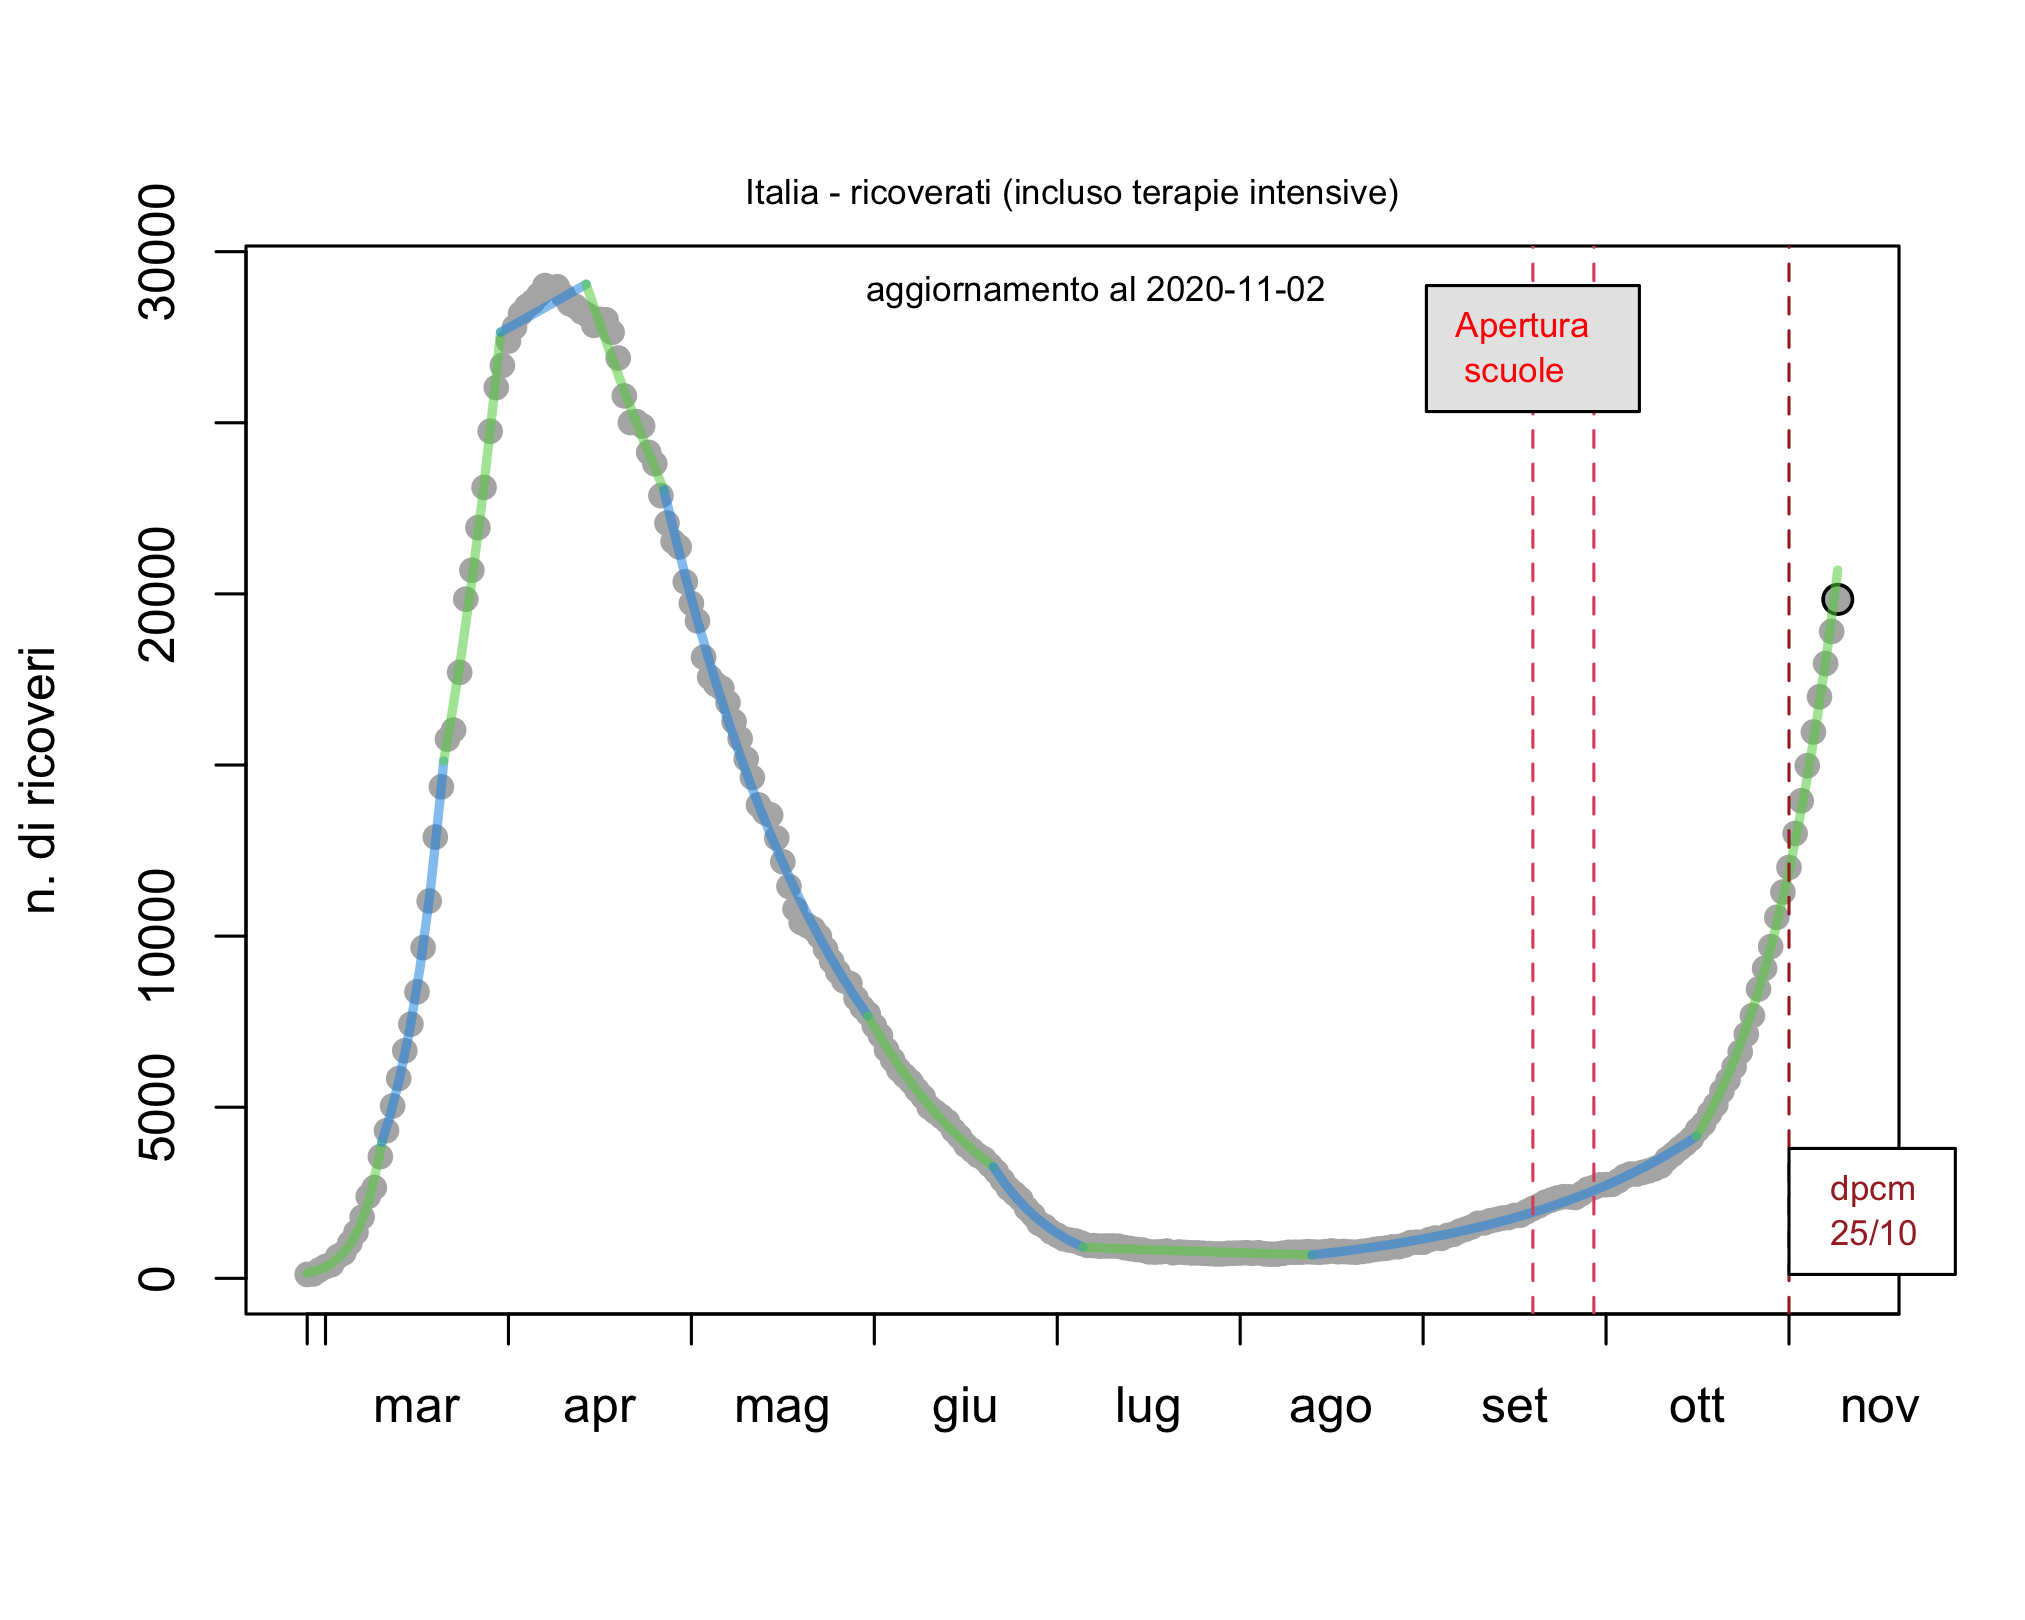 Italia - ricoverati (incluso terapie intensive)
aggiornamento al 2020-11-02
Apertura
scuole
30000
20000
10000
5000
0
n. di ricoveri
dpcm
25/10
mar apr mag giu lug ago set ott nov